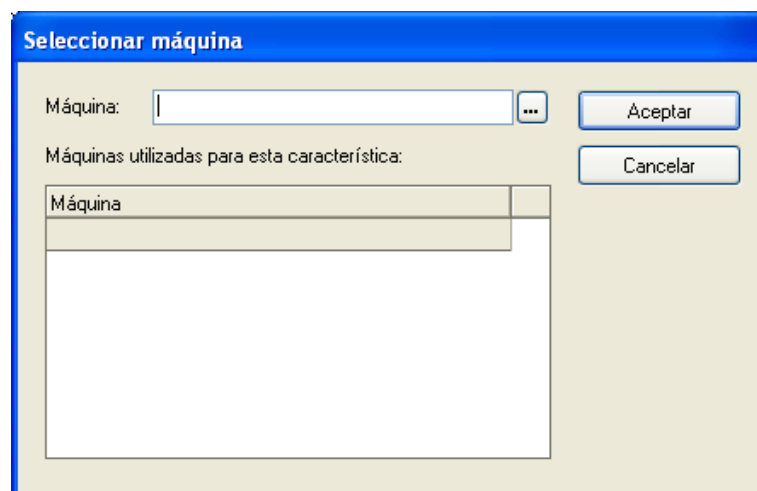 Seleccionar máquina
Máquina:
...
Aceptar
Máquinas utilizadas para esta característica:
Cancelar
Máquina